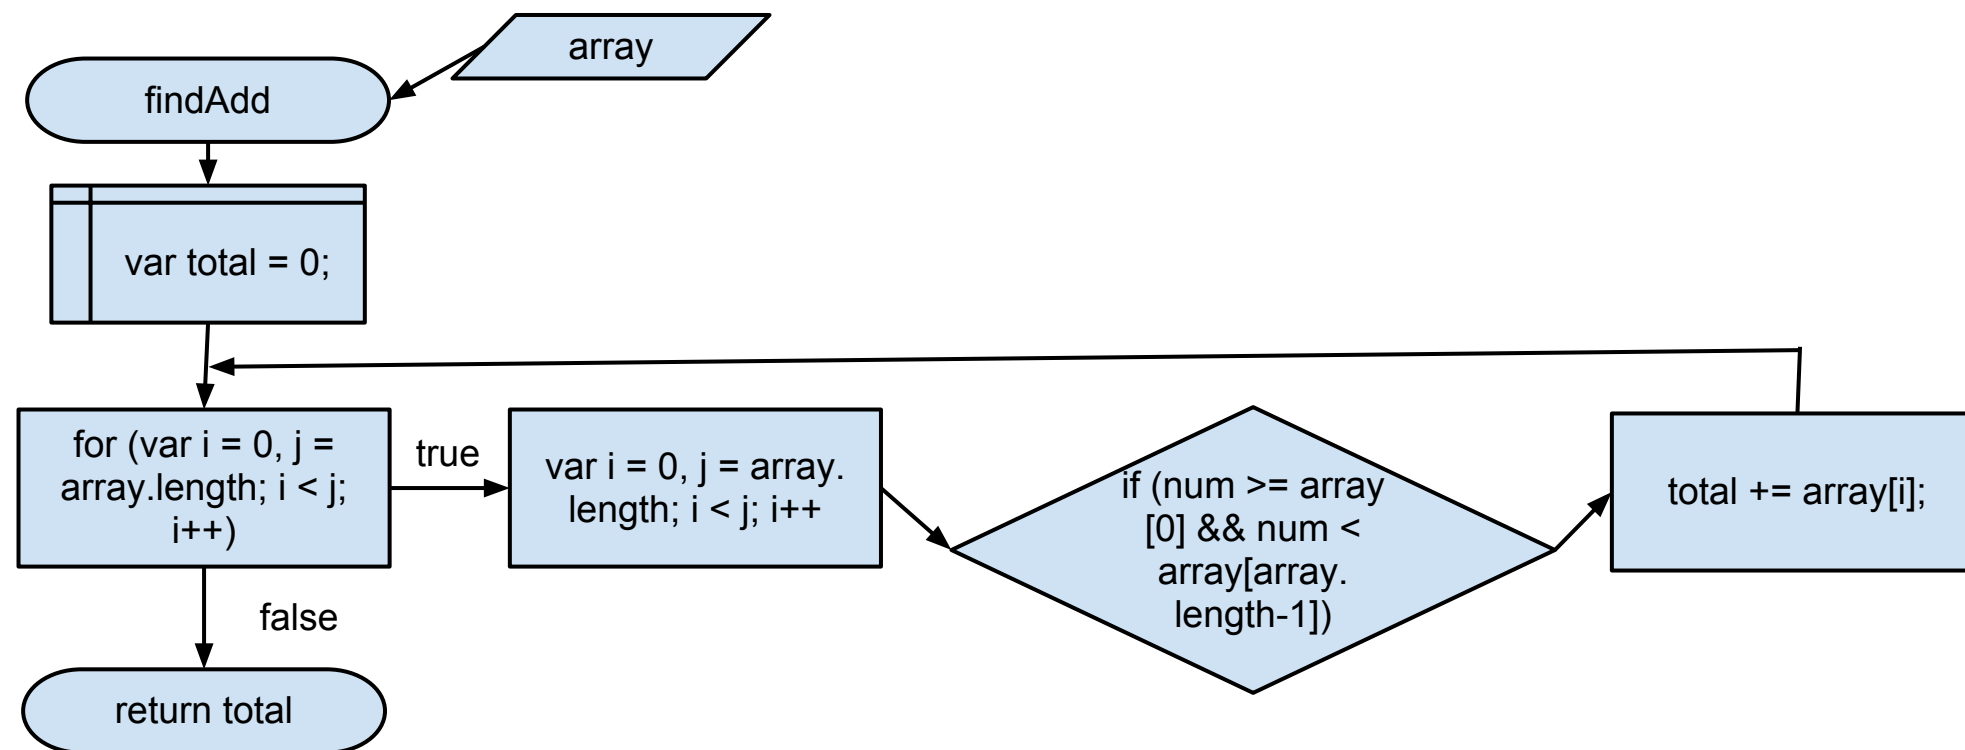 array
findAdd
var total = 0;
for (var i = 0, j =
array.length; i < j;
i++)
true
var i = 0, j = array.
length; i < j; i++
if (num >= array
[0] && num <
array[array.
length-1])
total += array[i];
false
return total